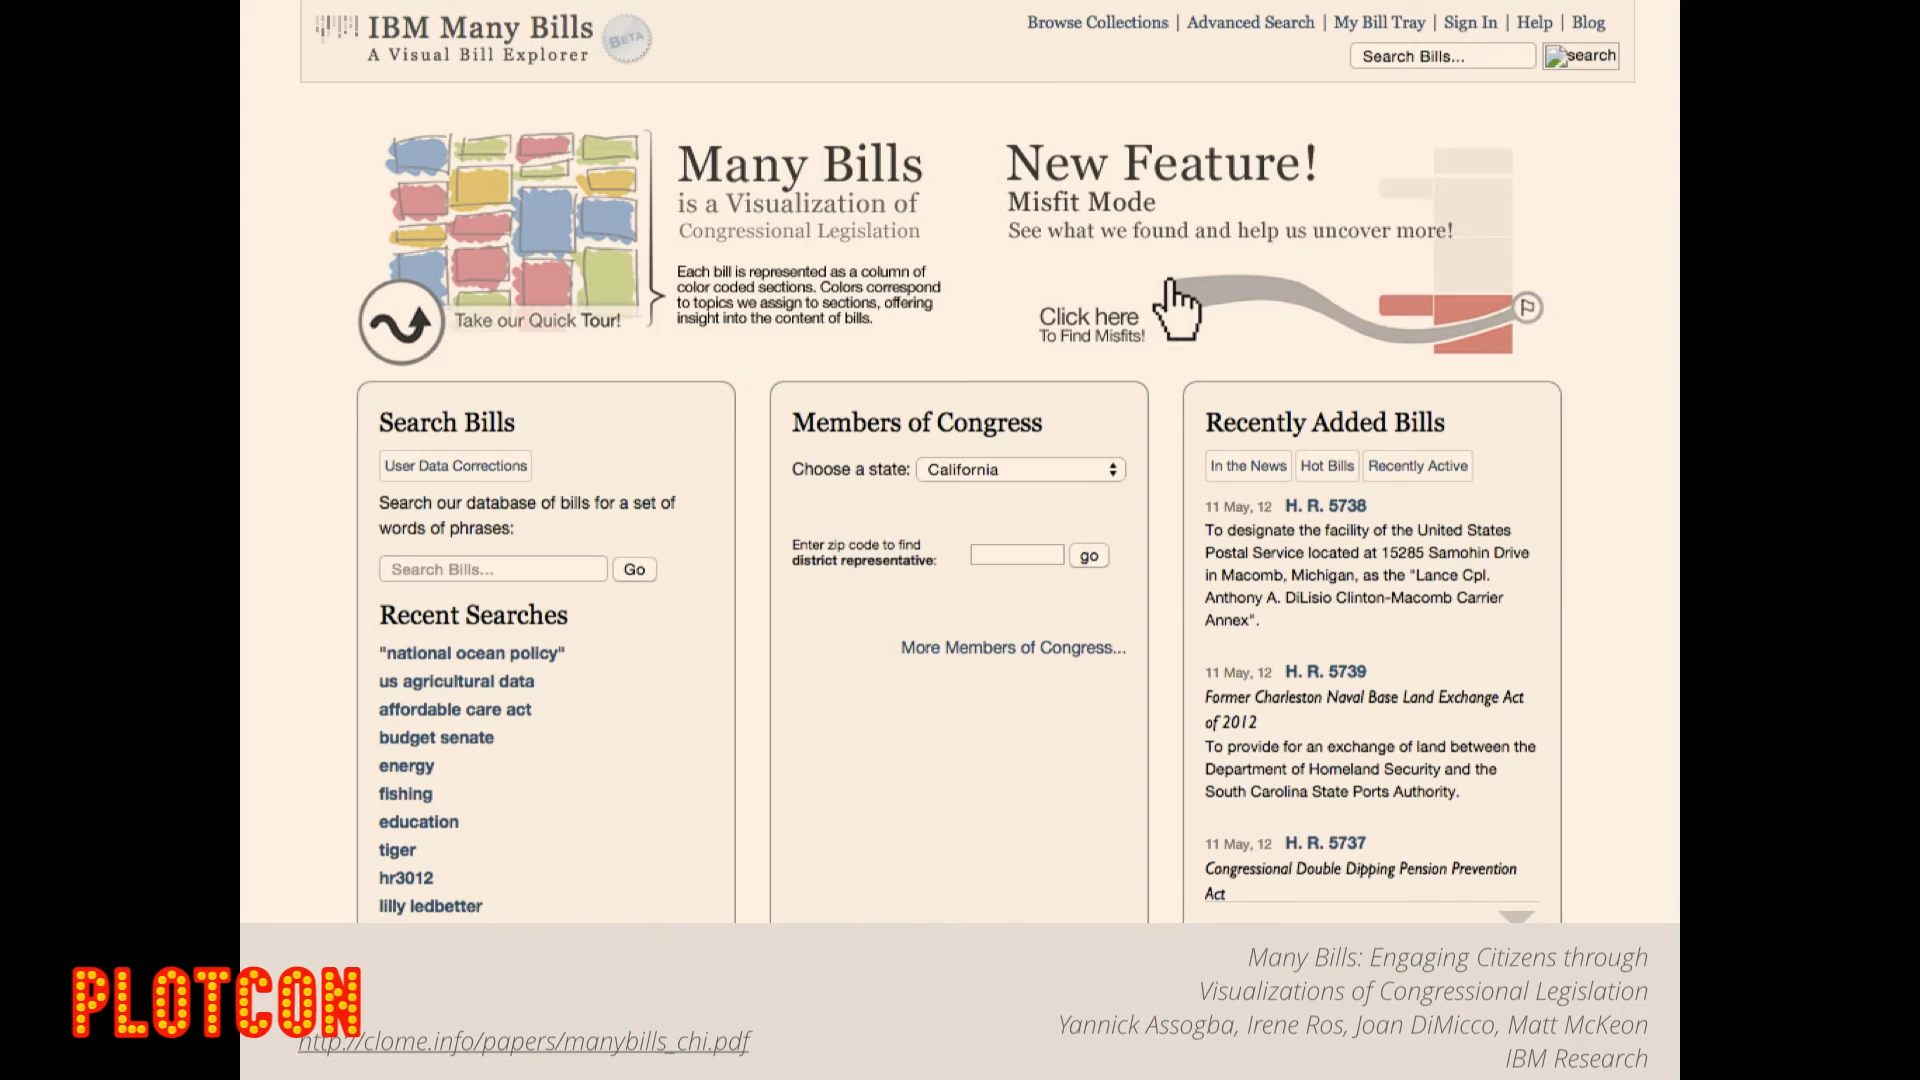 IBM Many Bills
A Visual Bill Explorer
BETA
Browse Collections | Advanced Search | My Bill Tray | Sign In | Help | Blog
Search Bills...
search
Many Bills
is a Visualization of
Congressional Legislation
Each bill is represented as a column of
color coded sections. Colors correspond
to topics we assign to sections, offering
insight into the content of bills.
Take our Quick Tour!
New Feature!
Misfit Mode
See what we found and help us uncover more!
Click here
To Find Misfits!
Search Bills
User Data Corrections
Search our database of bills for a set of
words of phrases:
Search Bills...
Go
Recent Searches
"national ocean policy"
us agricultural data
affordable care act
budget senate
energy
fishing
education
tiger
hr3012
lilly ledbetter
Members of Congress
Choose a state: California
Enter zip code to find
district representative:
go
More Members of Congress...
Recently Added Bills
In the News
Hot Bills
Recently Active
11 May, 12 H. R. 5738
To designate the facility of the United States
Postal Service located at 15285 Samohin Drive
in Macomb, Michigan, as the "Lance Cpl.
Anthony A. DiLisio Clinton-Macomb Carrier
Annex".
11 May, 12 H. R. 5739
Former Charleston Naval Base Land Exchange Act
of 2012
To provide for an exchange of land between the
Department of Homeland Security and the
South Carolina State Ports Authority.
11 May, 12 H. R. 5737
Congressional Double Dipping Pension Prevention
Act
Many Bills: Engaging Citizens through
Visualizations of Congressional Legislation
Yannick Assogba, Irene Ros, Joan DiMicco, Matt McKeon
IBM Research
PLOTCON
http://clome.info/papers/manybills_chi.pdf